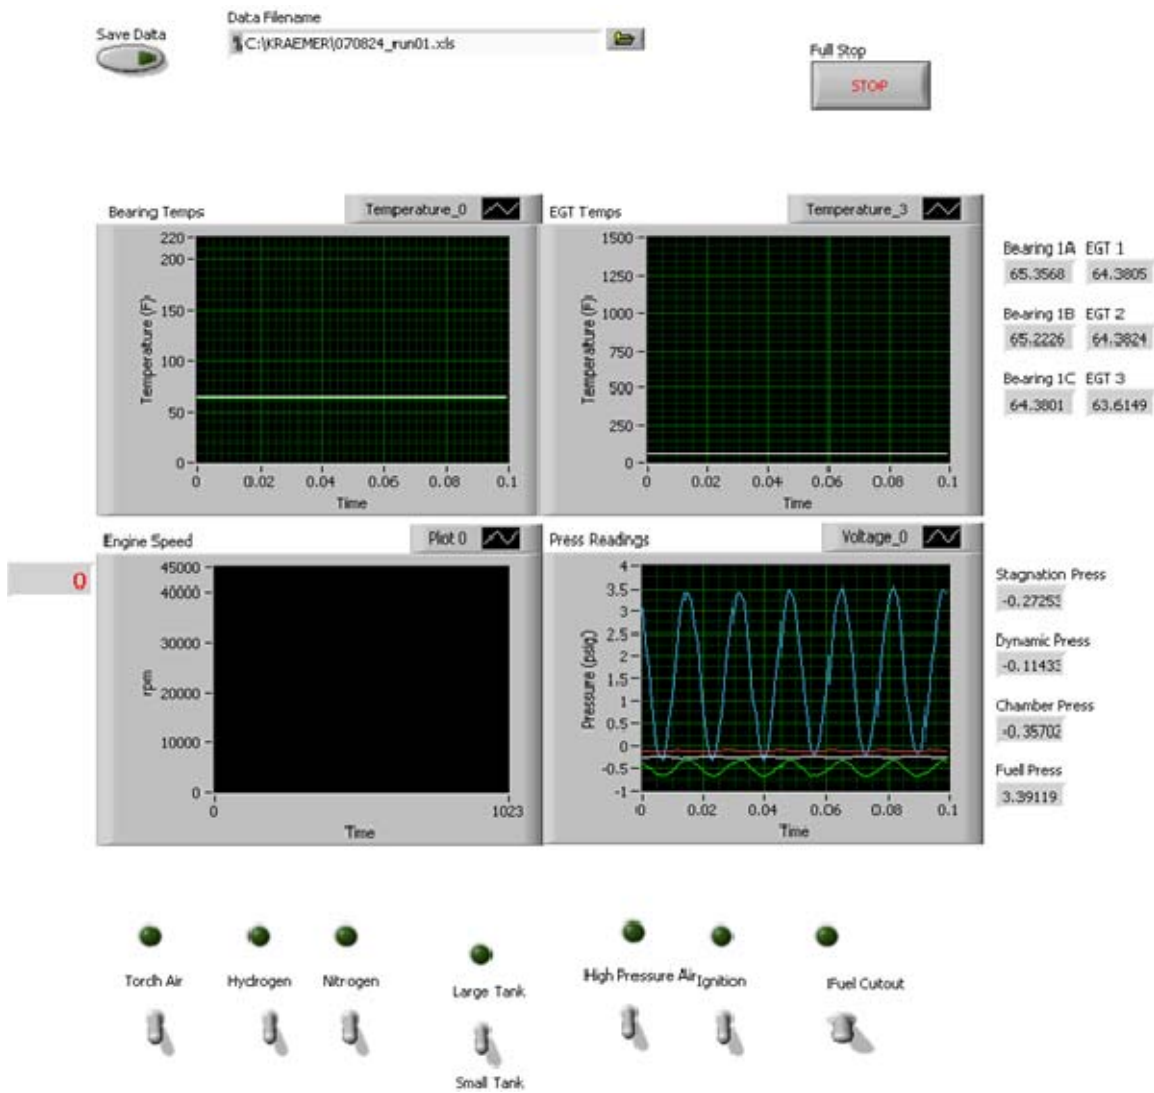 Save Data
Data Filename
C:\KRAEMER\070824_run01.xls
Full Stop
STOP
Bearing Temps
Temperature_0
220
200
150
100
50
0
Temperature (F)
0 0.02 0.04 0.06 0.08 0.1
Time
EGT Temps
Temperature_3
1500
1250
1000
750
500
250
0
Temperature (F)
0 0.02 0.04 0.06 0.08 0.1
Time
Bearing 1A EGT 1
65.3568 64.3805
Bearing 1B EGT 2
65.2226 64.3824
Bearing 1C EGT 3
64.3801 63.6149
0
Engine Speed
Plot 0
45000
40000
30000
20000
10000
0
rpm
0 1023
Time
Press Readings
Voltage_0
4
3.5
3
2.5
2
1.5
1
0.5
0
-0.5
-1
Pressure (psig)
0 0.02 0.04 0.06 0.08 0.1
Time
Stagnation Press
-0.27253
Dynamic Press
-0.11433
Chamber Press
-0.35702
Fuel Press
3.39119
Torch Air
Hydrogen
Nitrogen
Large Tank
Small Tank
High Pressure Air
Ignition
Fuel Cutout